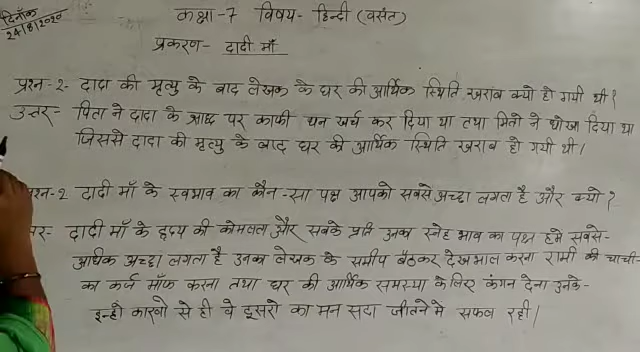 दिनाँक
24/8/2020
कक्षा-7 विषय- हिन्दी (वसंत)
प्रकरण- दादी माँ
प्रश्न-2- दादा की मृत्यु के बाद लेखक के घर की आर्थिक स्थिति खराब क्यों हो गयी थी?
उत्तर- पिता ने दादा के श्राद्ध पर काफी धन खर्च कर दिया था तथा मित्रो ने धोखा दिया था
जिससे दादा की मृत्यु के बाद घर की आर्थिक स्थिति खराब हो गयी थी।
प्रश्न-2 दादी माँ के स्वभाव का कौन-सा पक्ष आपको सबसे अच्छा लगता है और क्यो?
दादी माँ के हृदय की कोमलता और सबके प्रति उनका स्नेह भाव का पक्ष हमे सबसे-
अधिक अच्छा लगता है उनका लेखक के समीप बैठकर देखभाल करना रामी की चाची-
का कर्ज माँफ करना तथा घर की आर्थिक समस्या के लिए कंगन देना उनके-
इन्ही कारणो से ही वे दूसरो का मन सदा जीतने मे सफल रही।